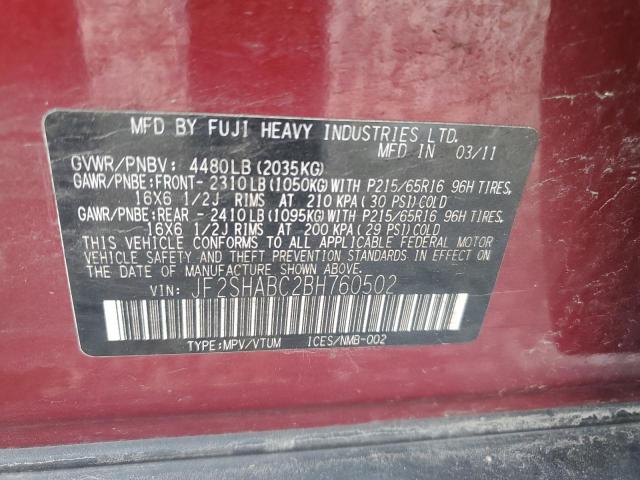 MFD BY FUJI HEAVY INDUSTRIES LTD.
MFD IN 03/11
GVWR/PNBV: 4480LB(2035KG)
GAWR/PNBE:FRONT- 2310LB(1050KG)WITH P215/65R16 96H TIRES,
16X6 1/2J RIMS AT 210 KPA(30 PSI)COLD
GAWR/PNBE:REAR - 2410LB(1095KG)WITH P215/65R16 96H TIRES,
16X6 1/2J RIMS AT 200 KPA(29 PSI)COLD
THIS VEHICLE CONFORMS TO ALL APPLICABLE FEDERAL MOTOR
VEHICLE SAFETY AND THEFT PREVENTION STANDARDS IN EFFECT ON
THE DATE OF MANUFACTURE SHOWN ABOVE.
VIN: JF2SHABC2BH760502
TYPE:MPV/VTUM ICES/NMB-002